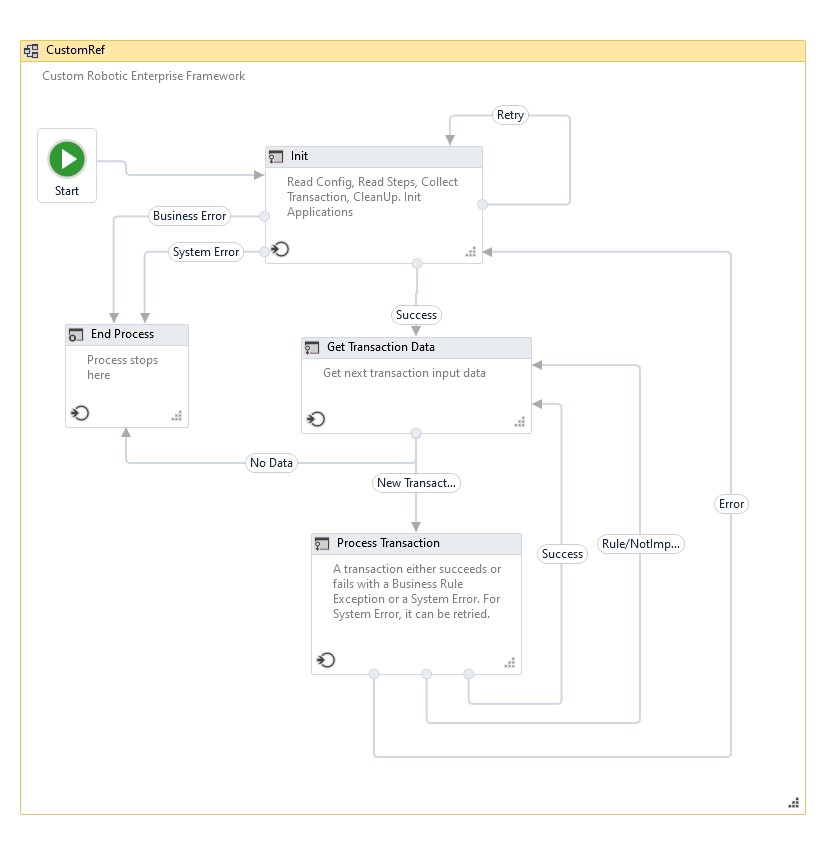 CustomRef
Custom Robotic Enterprise Framework
Retry
Start
Init
Read Config, Read Steps, Collect
Transaction, CleanUp. Init
Applications
Business Error
System Error
Success
End Process
Process stops
here
Get Transaction Data
Get next transaction input data
No Data
New Transact...
Error
Rule/NotImp...
Success
Process Transaction
A transaction either succeeds or
fails with a Business Rule
Exception or a System Error. For
System Error, it can be retried.